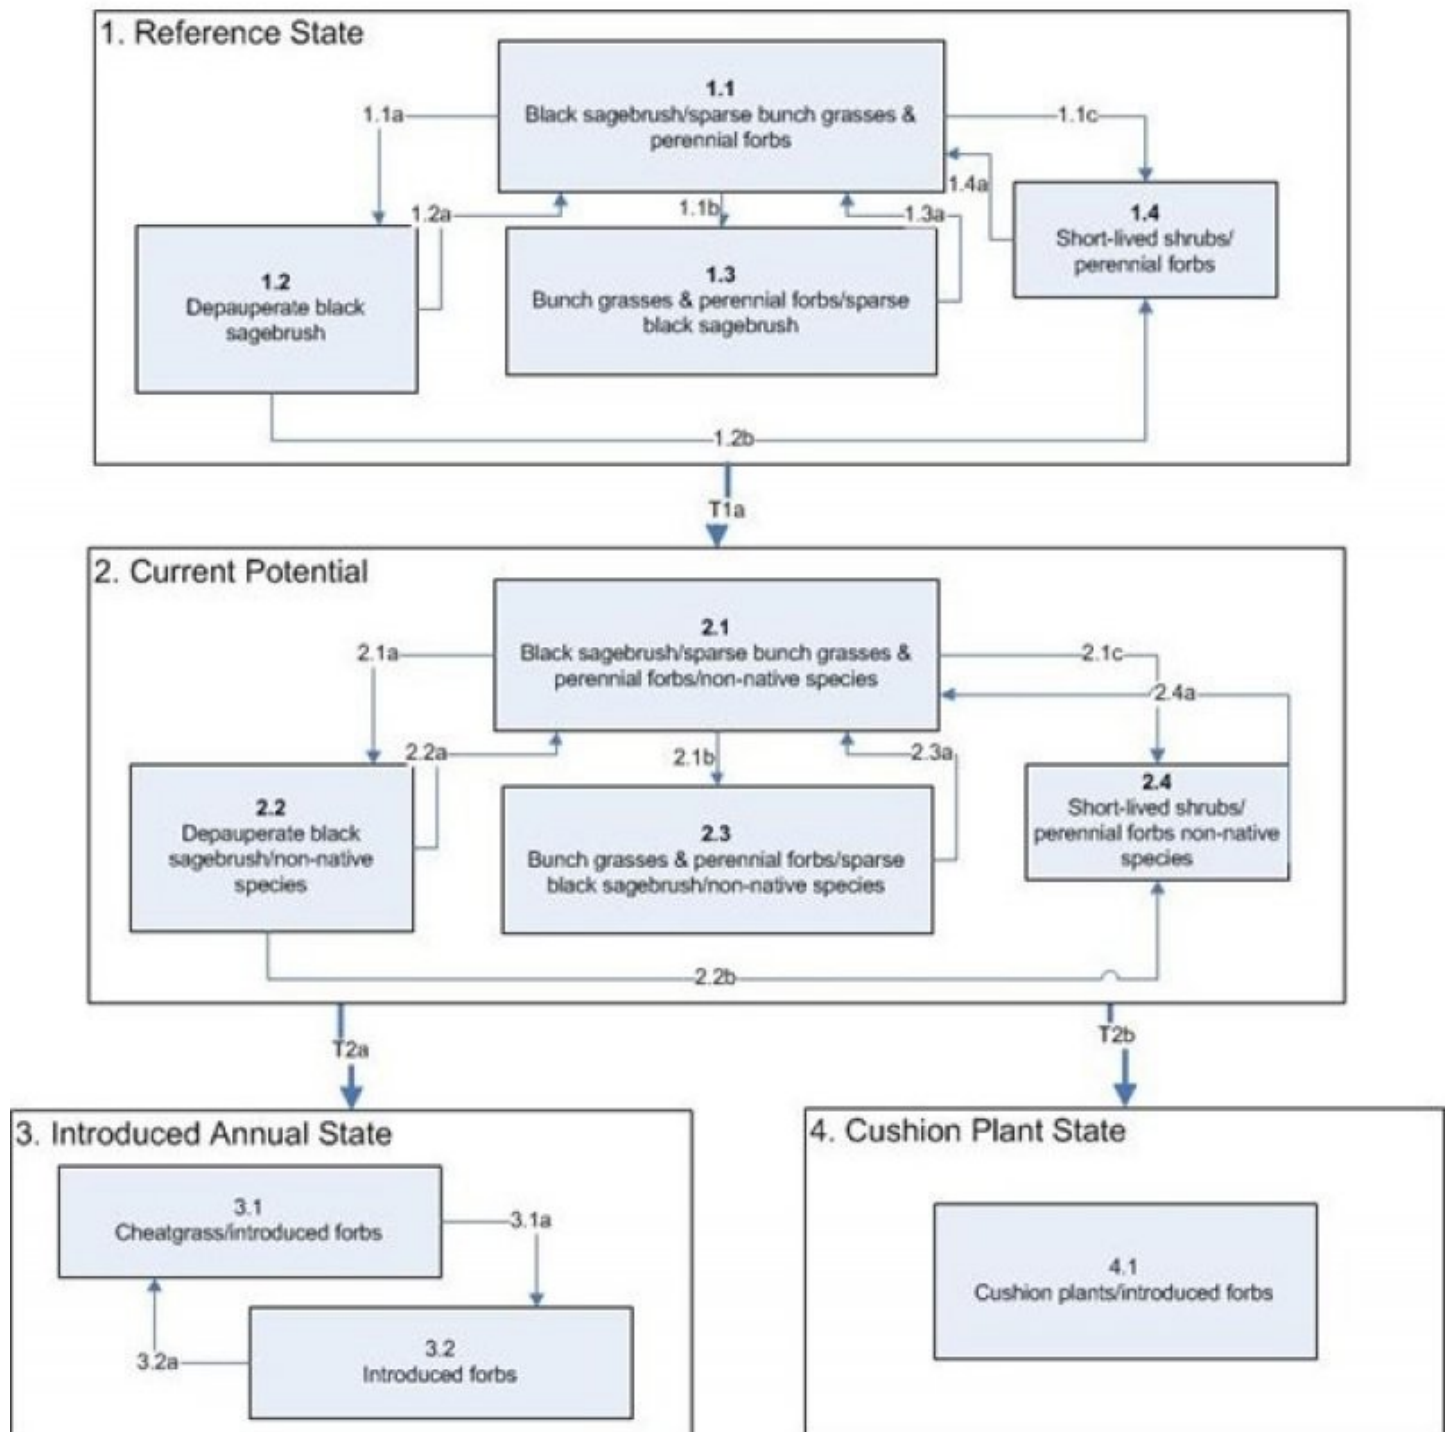 1. Reference State
1.1
Black sagebrush/sparse bunch grasses &
perennial forbs
1.1a
1.1c
1.4a
1.2a
1.1b
1.3a
1.4
Short-lived shrubs/
perennial forbs
1.2
Depauperate black
sagebrush
1.3
Bunch grasses & perennial forbs/sparse
black sagebrush
1.2b
T1a
2. Current Potential
2.1
Black sagebrush/sparse bunch grasses &
perennial forbs/non-native species
2.1a
2.1c
2.4a
2.2a
2.1b
2.3a
2.4
Short-lived shrubs/
perennial forbs non-native
species
2.2
Depauperate black
sagebrush/non-native
species
2.3
Bunch grasses & perennial forbs/sparse
black sagebrush/non-native species
2.2b
T2a
T2b
3. Introduced Annual State
3.1
Cheatgrass/introduced forbs
3.1a
3.2
Introduced forbs
3.2a
4. Cushion Plant State
4.1
Cushion plants/introduced forbs